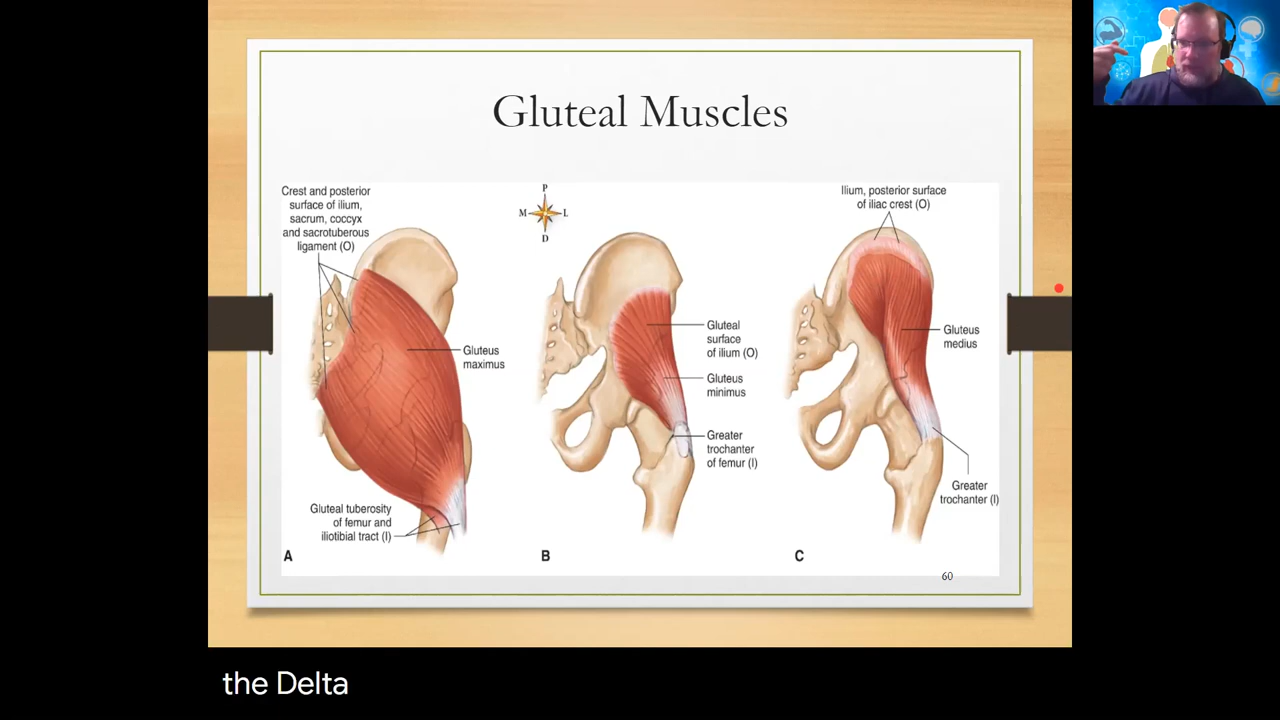 Gluteal Muscles
Crest and posterior
surface of ilium,
sacrum, coccyx
and sacrotuberous
ligament (O)
Gluteus
maximus
Gluteal tuberosity
of femur and
iliotibial tract (I)
A
P
M L
D
Gluteal
surface
of ilium (O)
Gluteus
minimus
Greater
trochanter
of femur (I)
B
Ilium, posterior surface
of iliac crest (O)
Gluteus
medius
Greater
trochanter (I)
C
60
the Delta